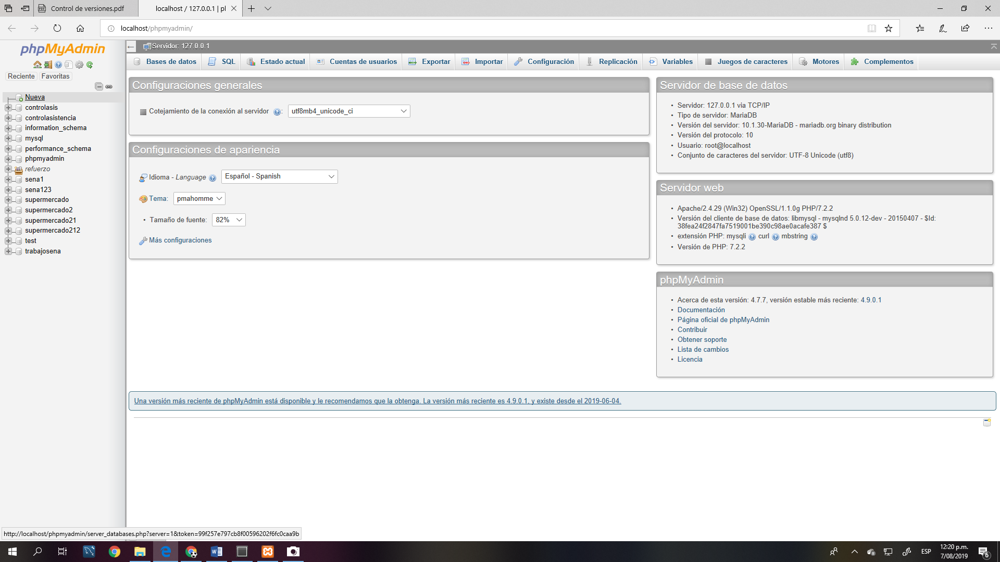 Control de versiones.pdf
localhost / 127.0.0.1 | pl
localhost/phpmyadmin/
phpMyAdmin
Reciente
Favoritas
Nueva
controlasis
controlasistencia
information_schema
mysql
performance_schema
phpmyadmin
refuerzo
sena1
sena123
supermercado
supermercado2
supermercado21
supermercado212
test
trabajosena
Servidor: 127.0.0.1
Bases de datos
SQL
Estado actual
Cuentas de usuarios
Exportar
Importar
Configuración
Replicación
Variables
Juegos de caracteres
Motores
Complementos
Configuraciones generales
Cotejamiento de la conexión al servidor : utf8mb4_unicode_ci
Configuraciones de apariencia
Idioma - Language Español - Spanish
Tema: pmahomme
• Tamaño de fuente: 82%
Más configuraciones
Servidor de base de datos
• Servidor: 127.0.0.1 via TCP/IP
• Tipo de servidor: MariaDB
• Versión del servidor: 10.1.30-MariaDB - mariadb.org binary distribution
• Versión del protocolo: 10
• Usuario: root@localhost
• Conjunto de caracteres del servidor: UTF-8 Unicode (utf8)
Servidor web
• Apache/2.4.29 (Win32) OpenSSL/1.1.0g PHP/7.2.2
• Versión del cliente de base de datos: libmysql - mysqlnd 5.0.12-dev - 20150407 - $Id:
38fea24f2847fa7519001be390c98ae0acafe387 $
• extensión PHP: mysqli curl mbstring
• Versión de PHP: 7.2.2
phpMyAdmin
• Acerca de esta versión: 4.7.7, versión estable más reciente: 4.9.0.1
• Documentación
• Página oficial de phpMyAdmin
• Contribuir
• Obtener soporte
• Lista de cambios
• Licencia
Una versión más reciente de phpMyAdmin está disponible y le recomendamos que la obtenga. La versión más reciente es 4.9.0.1, y existe desde el 2019-06-04.
http://localhost/phpmyadmin/server_databases.php?server=1&token=99f257e797cb8f00596202f6fc0caa9b
ESP
12:20 p.m.
7/08/2019
6